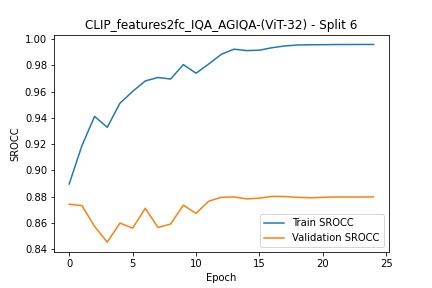 CLIP_features2fc_IQA_AGIQA-(ViT-32) - Split 6
1.00
0.98
0.96
0.94
0.92
0.90
0.88
0.86
0.84
SROCC
Train SROCC
Validation SROCC
0 5 10 15 20 25
Epoch